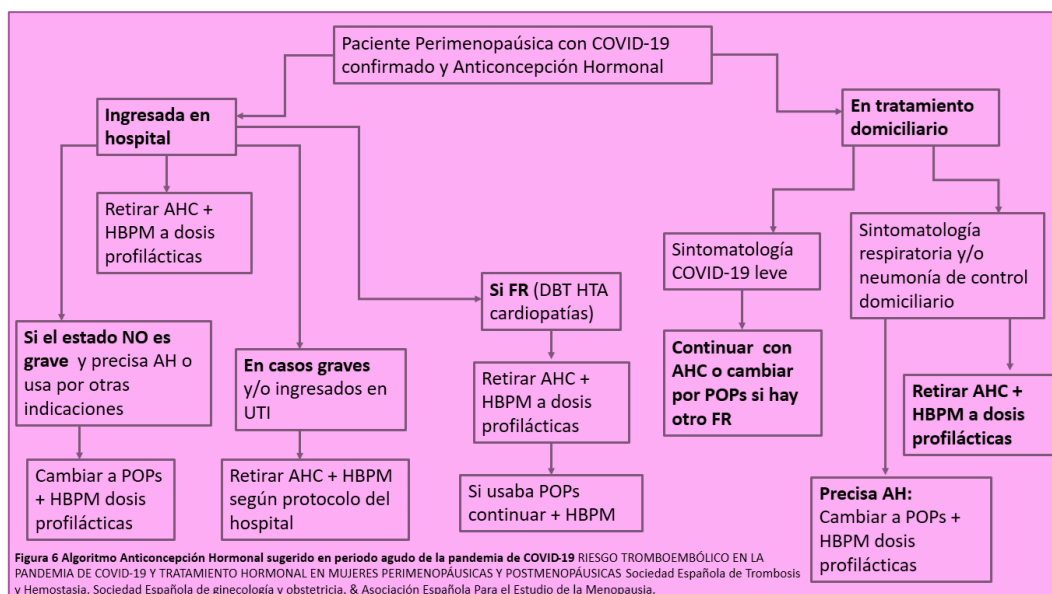 Paciente Perimenopaúsica con COVID-19
confirmado y Anticoncepción Hormonal
Ingresada en
hospital
En tratamiento
domiciliario
Retirar AHC +
HBPM a dosis
profilácticas
Sintomatología
COVID-19 leve
Sintomatología
respiratoria y/o
neumonía de control
domiciliario
Si FR (DBT HTA
cardiopatías)
Si el estado NO es
grave y precisa AH o
usa por otras
indicaciones
En casos graves
y/o ingresados en
UTI
Retirar AHC +
HBPM a dosis
profilácticas
Continuar con
AHC o cambiar
por POPs si hay
otro FR
Retirar AHC +
HBPM a dosis
profilácticas
Cambiar a POPs
+ HBPM dosis
profilácticas
Retirar AHC + HBPM
según protocolo del
hospital
Si usaba POPs
continuar + HBPM
Precisa AH:
Cambiar a POPs +
HBPM dosis
profilácticas
Figura 6 Algoritmo Anticoncepción Hormonal sugerido en periodo agudo de la pandemia de COVID-19 RIESGO TROMBOEMBÓLICO EN LA
PANDEMIA DE COVID-19 Y TRATAMIENTO HORMONAL EN MUJERES PERIMENOPÁUSICAS Y POSTMENOPÁUSICAS Sociedad Española de Trombosis
y Hemostasia, Sociedad Española de ginecología y obstetricia, & Asociación Española Para el Estudio de la Menopausia.